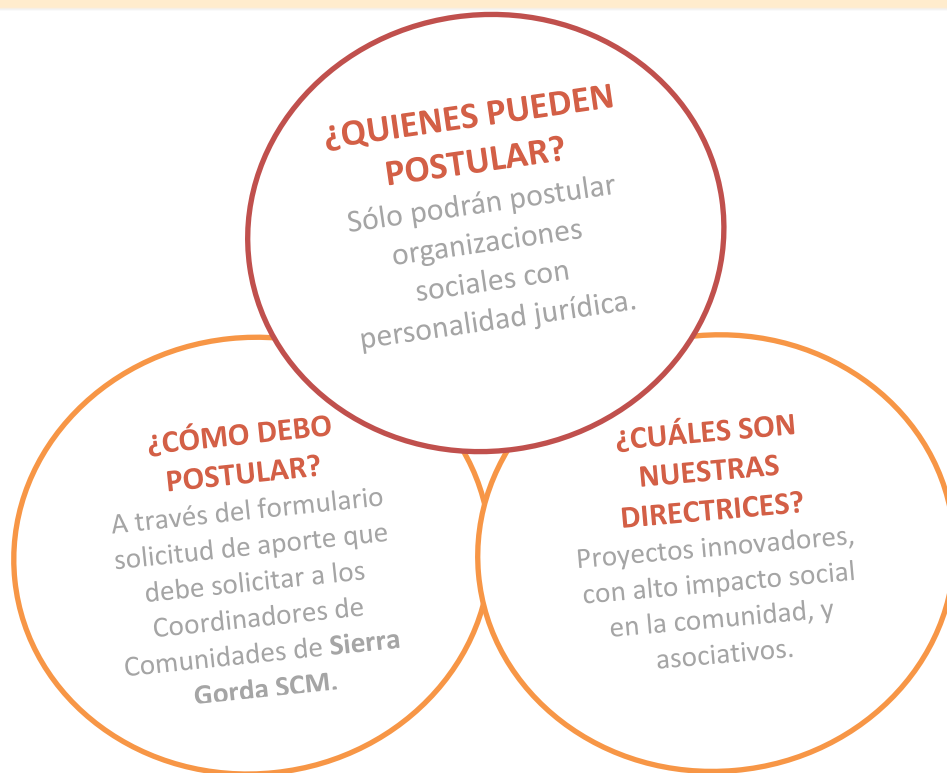 ¿QUIENES PUEDEN
POSTULAR?
Sólo podrán postular
organizaciones
sociales con
personalidad jurídica.
¿CÓMO DEBO
POSTULAR?
A través del formulario
solicitud de aporte que
debe solicitar a los
Coordinadores de
Comunidades de Sierra
Gorda SCM.
¿CUÁLES SON
NUESTRAS
DIRECTRICES?
Proyectos innovadores,
con alto impacto social
en la comunidad, y
asociativos.